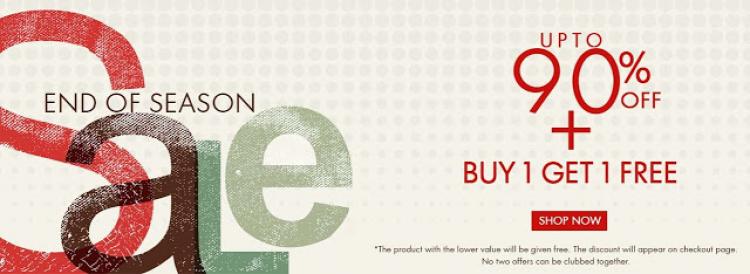 END OF SEASON
SaLe
UPTO
90% OFF
+
BUY 1 GET 1 FREE
SHOP NOW
*The product with the lower value will be given free. The discount will appear on checkout page.
No two offers can be clubbed together.